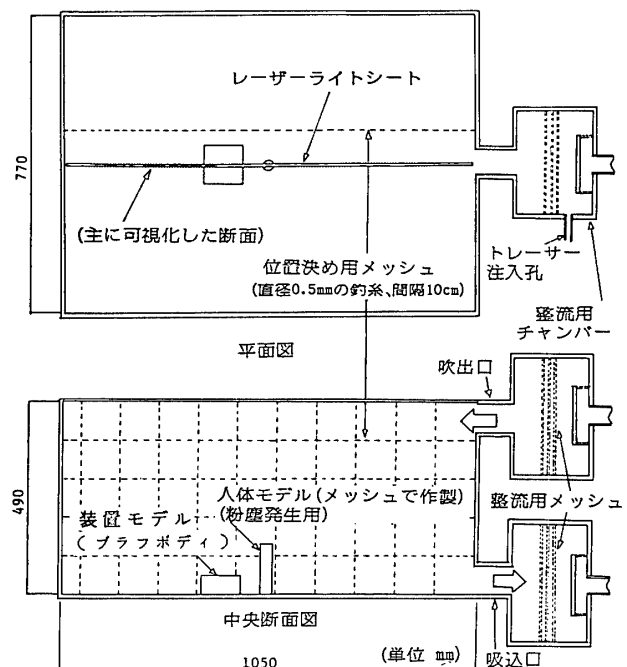 レーザーライトシート
770
(主に可視化した断面)
トレーサー
注入孔
位置決め用メッシュ
(直径0.5mmの釣糸、間隔10cm)
整流用
チャンバー
平面図
吹出口
490
人体モデル(メッシュで作製)
(粉塵発生用)
装置モデル
(ブラフボディ)
整流用メッシュ
中央断面図
(単位 mm)
吸込口
1050